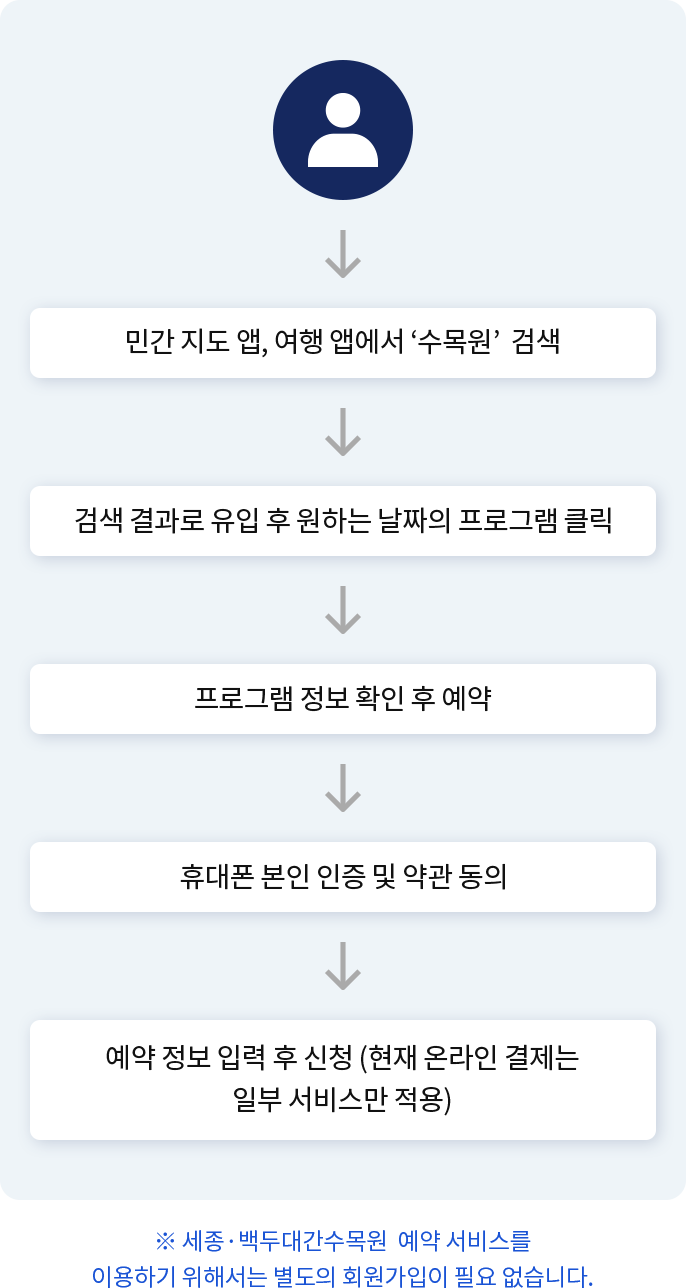 민간 지도 앱, 여행 앱에서 ‘수목원’ 검색
검색 결과로 유입 후 원하는 날짜의 프로그램 클릭
프로그램 정보 확인 후 예약
휴대폰 본인 인증 및 약관 동의
예약 정보 입력 후 신청 (현재 온라인 결제는
일부 서비스만 적용)
※ 세종·백두대간수목원 예약 서비스를
이용하기 위해서는 별도의 회원가입이 필요 없습니다.